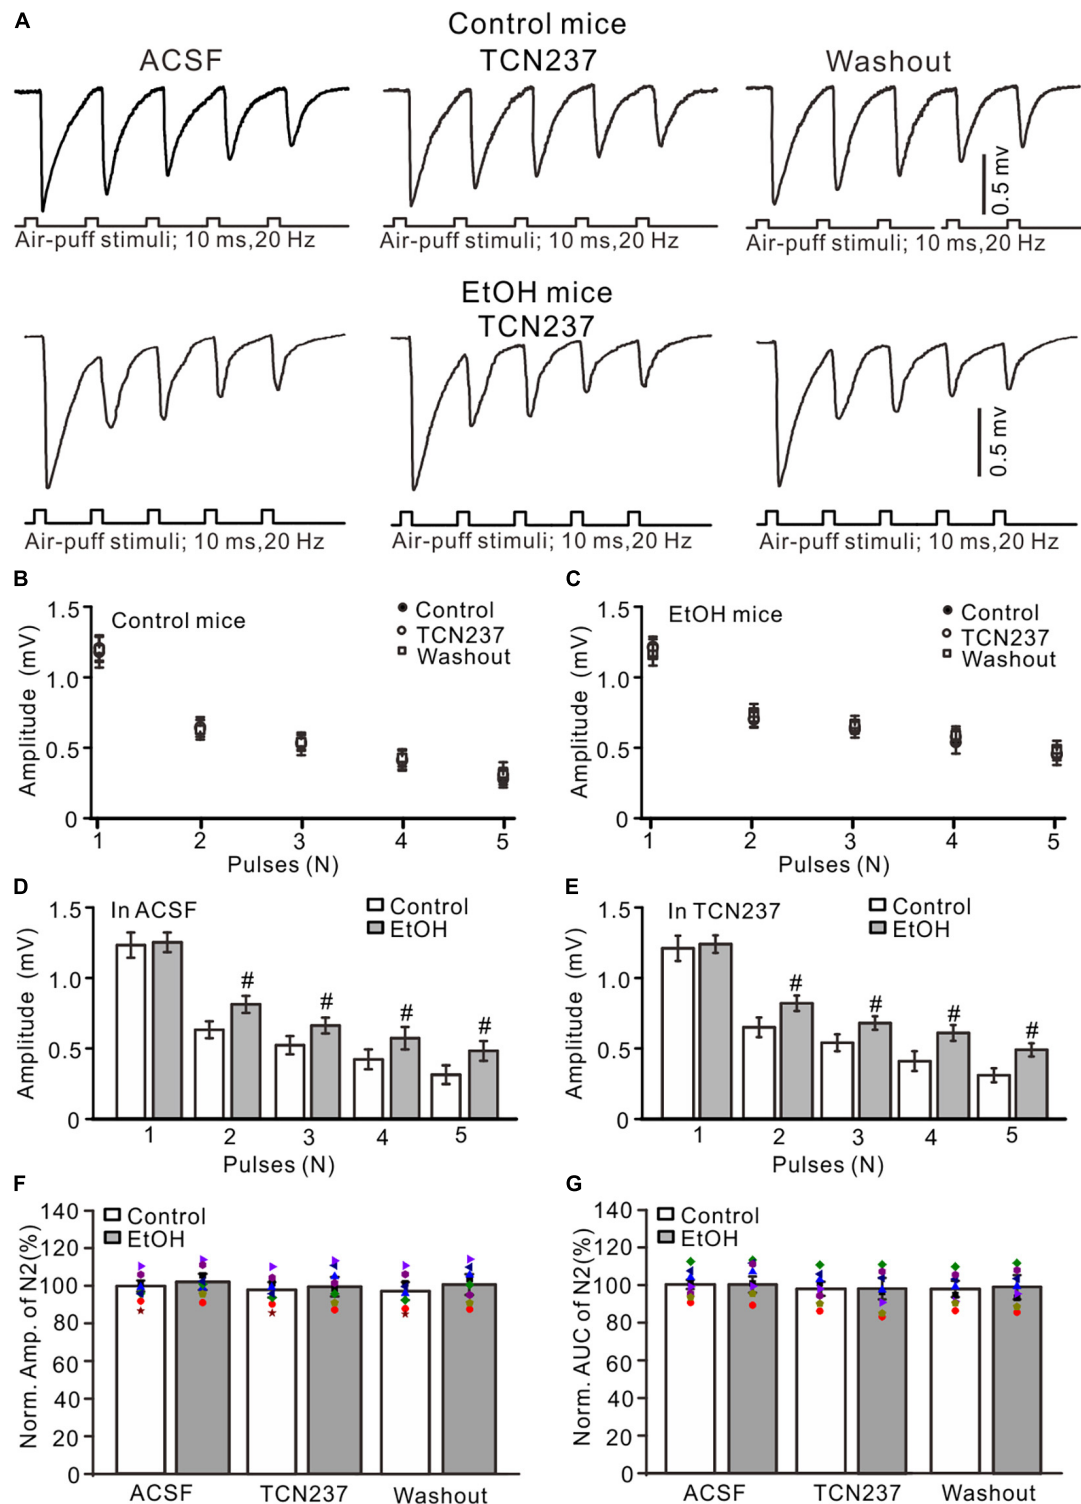 A
Control mice
ACSF TCN237 Washout
0.5 mv
Air-puff stimuli; 10 ms,20 Hz Air-puff stimuli; 10 ms,20 Hz Air-puff stimuli; 10 ms,20 Hz
EtOH mice
TCN237
0.5 mv
Air-puff stimuli; 10 ms,20 Hz Air-puff stimuli; 10 ms,20 Hz Air-puff stimuli; 10 ms,20 Hz
B
Control mice
Control
TCN237
Washout
Amplitude (mV)
1.5
1.0
0.5
0
1 2 3 4 5
Pulses (N)
C
EtOH mice
Control
TCN237
Washout
Amplitude (mV)
1.5
1.0
0.5
0
1 2 3 4 5
Pulses (N)
D
In ACSF
Control
EtOH
Amplitude (mV)
1.5
1.0
0.5
0
# # # #
1 2 3 4 5
Pulses (N)
E
In TCN237
Control
EtOH
Amplitude (mV)
1.5
1.0
0.5
0
# # # #
1 2 3 4 5
Pulses (N)
F
Control
EtOH
Norm. Amp. of N2(%)
140
120
100
80
60
40
20
0
ACSF TCN237 Washout
G
Control
EtOH
Norm. AUC of N2(%)
140
120
100
80
60
40
20
0
ACSF TCN237 Washout